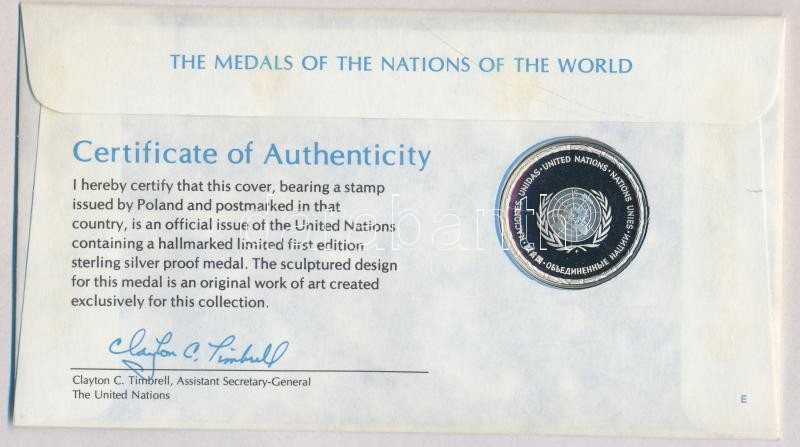 THE MEDALS OF THE NATIONS OF THE WORLD
Certificate of Authenticity
I hereby certify that this cover, bearing a stamp
issued by Poland and postmarked in that
country, is an official issue of the United Nations
containing a hallmarked limited first edition
sterling silver proof medal. The sculptured design
for this medal is an original work of art created
exclusively for this collection.
Clayton C. Timbrell
Clayton C. Timbrell, Assistant Secretary-General
The United Nations
NACIONES UNIDAS · UNITED NATIONS · NATIONS UNIES · ОБЪЕДИНЕННЫЕ НАЦИИ ·
E
darabanth